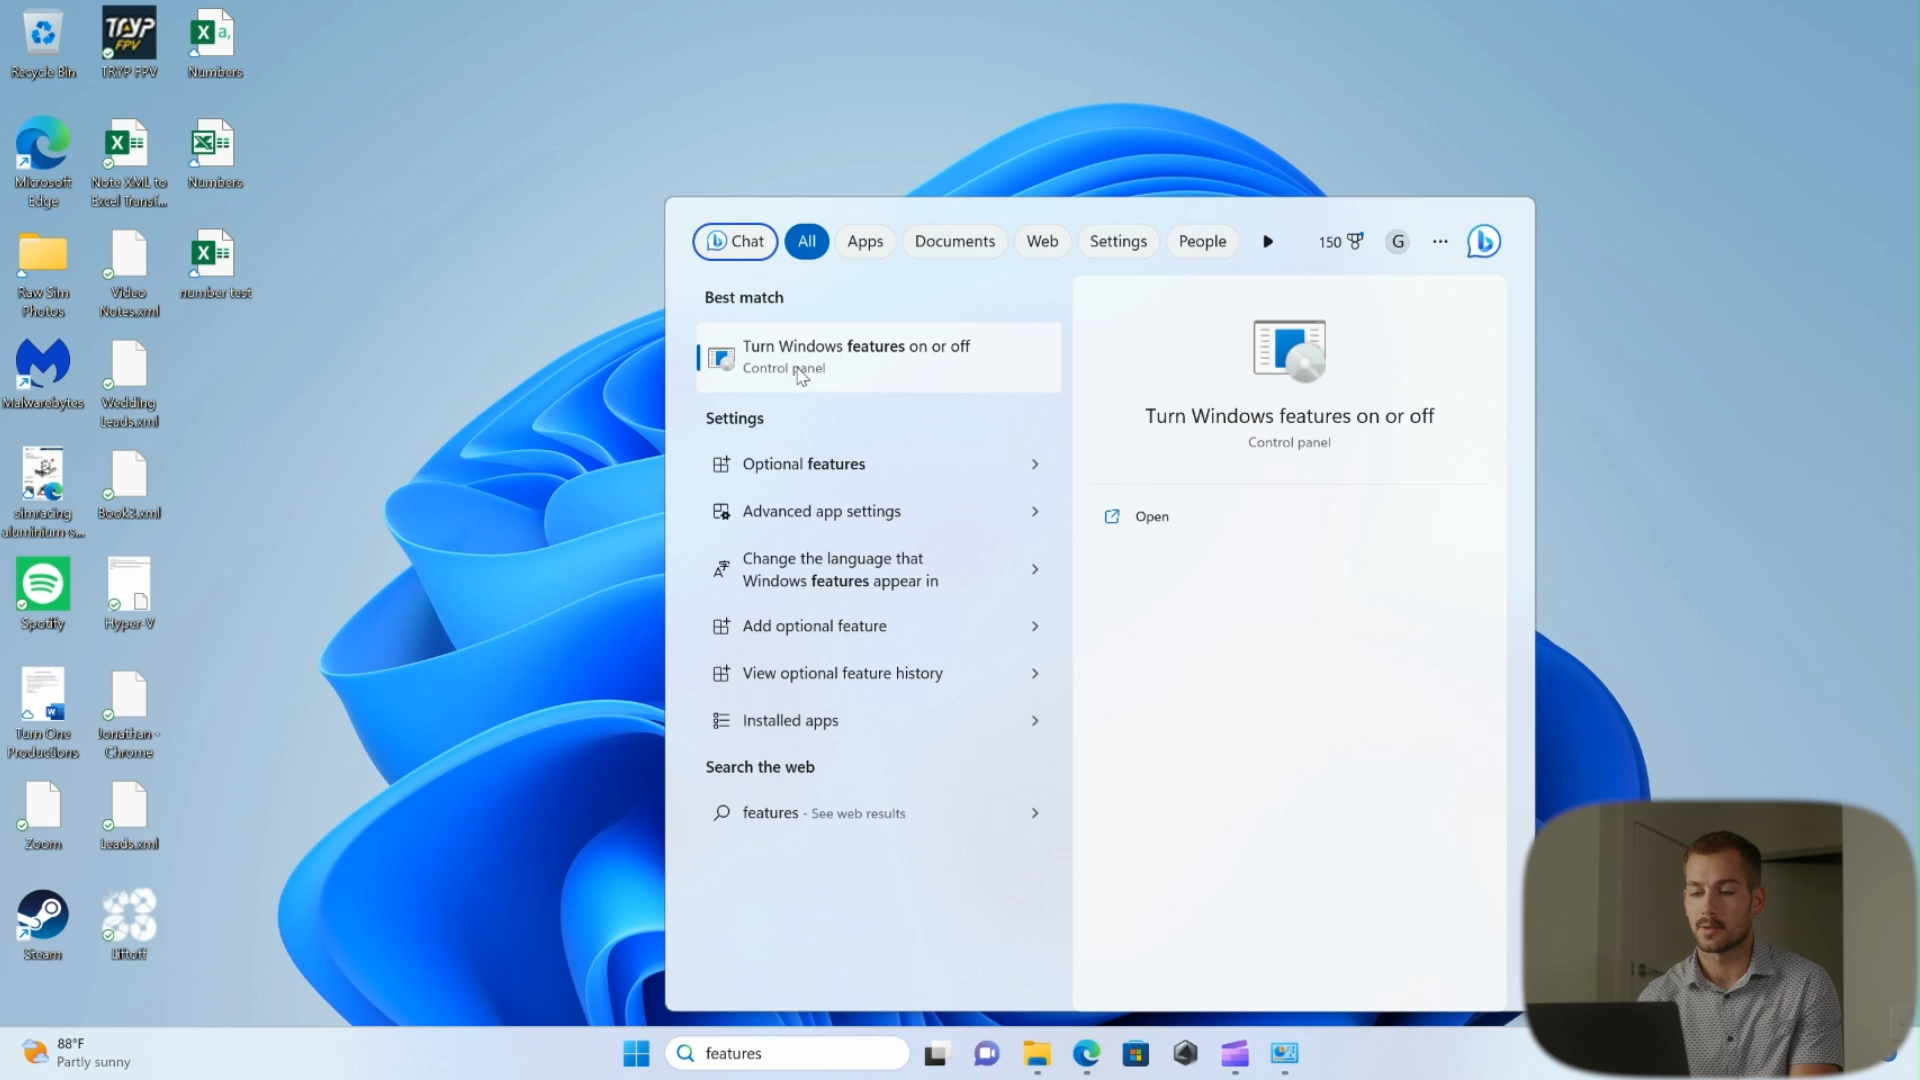 Recycle Bin
TRYP FPV
TRYP FPV
Numbers
Microsoft Edge
Note XML to Excel Transf...
Numbers
Raw Sim Photos
Video Notes.xml
number test
Malwarebytes
Wedding Leads.xml
simracing aluminium-s...
Book3.xml
Spotify
Hyper-V
Turn One Productions
Jonathan - Chrome
Zoom
Leads.xml
Steam
Liftoff
Chat
All
Apps
Documents
Web
Settings
People
150
G
Best match
Turn Windows features on or off
Control panel
Settings
Optional features
Advanced app settings
Change the language that
Windows features appear in
Add optional feature
View optional feature history
Installed apps
Search the web
features - See web results
Turn Windows features on or off
Control panel
Open
88°F
Partly sunny
features